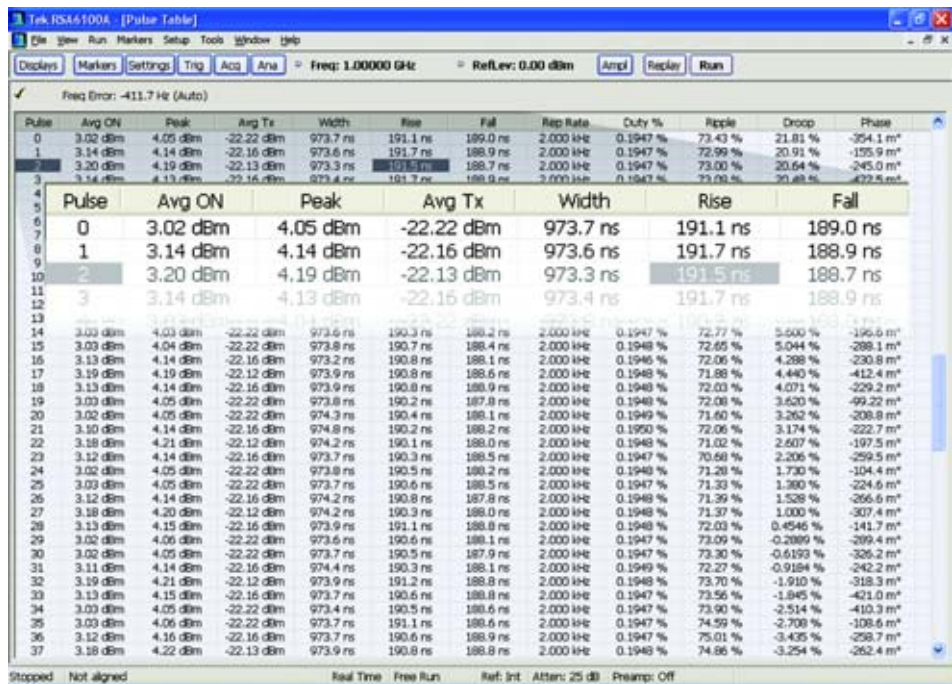 Tek RSA6100A - [Pulse Table]
File View Run Markers Setup Tools Window Help
Displays Markers Settings Trig Acq Ana Freq: 1.00000 GHz RefLev: 0.00 dBm Ampl Replay Run
Freq Error: -411.7 Hz (Auto)
Pulse Avg ON Peak Avg Tx Width Rise Fall Rep Rate Duty % Ripple Droop Phase
0 3.02 dBm 4.05 dBm -22.22 dBm 973.7 ns 191.1 ns 189.0 ns 2.000 kHz 0.1947 % 73.43 % 21.81 % -354.1 m°
1 3.14 dBm 4.14 dBm -22.16 dBm 973.6 ns 191.7 ns 188.9 ns 2.000 kHz 0.1947 % 72.99 % 20.91 % -155.9 m°
2 3.20 dBm 4.19 dBm -22.13 dBm 973.3 ns 191.5 ns 188.7 ns 2.000 kHz 0.1947 % 73.00 % 20.64 % -245.0 m°
3 3.14 dBm 4.13 dBm -22.16 dBm 973.4 ns 191.7 ns 188.9 ns 2.000 kHz 0.1947 % 73.09 % 20.48 % -422.5 m°
4
5
6
7
8
9
10
11
12
13
Pulse Avg ON Peak Avg Tx Width Rise Fall
0 3.02 dBm 4.05 dBm -22.22 dBm 973.7 ns 191.1 ns 189.0 ns
1 3.14 dBm 4.14 dBm -22.16 dBm 973.6 ns 191.7 ns 188.9 ns
2 3.20 dBm 4.19 dBm -22.13 dBm 973.3 ns 191.5 ns 188.7 ns
3 3.14 dBm 4.13 dBm -22.16 dBm 973.4 ns 191.7 ns 188.9 ns
14 3.03 dBm 4.03 dBm -22.22 dBm 973.6 ns 190.3 ns 188.2 ns 2.000 kHz 0.1947 % 72.77 % 5.600 % -196.6 m°
15 3.03 dBm 4.04 dBm -22.22 dBm 973.8 ns 190.7 ns 188.4 ns 2.000 kHz 0.1948 % 72.65 % 5.044 % -288.1 m°
16 3.13 dBm 4.14 dBm -22.16 dBm 973.2 ns 190.8 ns 188.1 ns 2.000 kHz 0.1946 % 72.06 % 4.288 % -230.8 m°
17 3.19 dBm 4.19 dBm -22.12 dBm 973.9 ns 190.8 ns 188.6 ns 2.000 kHz 0.1948 % 71.88 % 4.440 % -412.4 m°
18 3.13 dBm 4.14 dBm -22.16 dBm 973.9 ns 190.8 ns 188.9 ns 2.000 kHz 0.1948 % 72.03 % 4.071 % -229.2 m°
19 3.03 dBm 4.05 dBm -22.22 dBm 973.8 ns 190.2 ns 187.8 ns 2.000 kHz 0.1948 % 72.08 % 3.620 % -99.22 m°
20 3.02 dBm 4.05 dBm -22.22 dBm 974.3 ns 190.4 ns 188.1 ns 2.000 kHz 0.1949 % 71.60 % 3.262 % -208.8 m°
21 3.10 dBm 4.14 dBm -22.16 dBm 974.8 ns 190.2 ns 188.2 ns 2.000 kHz 0.1950 % 72.06 % 3.174 % -222.7 m°
22 3.18 dBm 4.21 dBm -22.12 dBm 974.2 ns 190.1 ns 188.0 ns 2.000 kHz 0.1948 % 71.02 % 2.607 % -197.5 m°
23 3.12 dBm 4.14 dBm -22.16 dBm 973.7 ns 190.3 ns 188.5 ns 2.000 kHz 0.1947 % 70.68 % 2.206 % -259.5 m°
24 3.02 dBm 4.05 dBm -22.22 dBm 973.8 ns 190.5 ns 188.2 ns 2.000 kHz 0.1948 % 71.28 % 1.730 % -104.4 m°
25 3.03 dBm 4.05 dBm -22.22 dBm 973.7 ns 190.6 ns 188.5 ns 2.000 kHz 0.1947 % 71.33 % 1.380 % -224.6 m°
26 3.12 dBm 4.14 dBm -22.16 dBm 974.2 ns 190.8 ns 187.8 ns 2.000 kHz 0.1948 % 71.39 % 1.528 % -266.6 m°
27 3.18 dBm 4.20 dBm -22.12 dBm 974.2 ns 190.3 ns 188.0 ns 2.000 kHz 0.1948 % 71.37 % 1.000 % -307.4 m°
28 3.13 dBm 4.15 dBm -22.16 dBm 973.9 ns 191.1 ns 188.8 ns 2.000 kHz 0.1948 % 72.03 % 0.4546 % -141.7 m°
29 3.02 dBm 4.06 dBm -22.22 dBm 973.6 ns 190.6 ns 188.1 ns 2.000 kHz 0.1947 % 73.09 % -0.2889 % -289.4 m°
30 3.02 dBm 4.05 dBm -22.22 dBm 973.7 ns 190.5 ns 187.9 ns 2.000 kHz 0.1947 % 73.30 % -0.6193 % -326.2 m°
31 3.11 dBm 4.14 dBm -22.16 dBm 974.4 ns 190.3 ns 188.1 ns 2.000 kHz 0.1949 % 72.27 % -0.9184 % -242.2 m°
32 3.19 dBm 4.21 dBm -22.12 dBm 973.9 ns 191.2 ns 188.8 ns 2.000 kHz 0.1948 % 73.70 % -1.910 % -318.3 m°
33 3.13 dBm 4.15 dBm -22.16 dBm 973.7 ns 190.6 ns 188.8 ns 2.000 kHz 0.1947 % 73.56 % -1.845 % -421.0 m°
34 3.03 dBm 4.05 dBm -22.22 dBm 973.4 ns 190.5 ns 188.6 ns 2.000 kHz 0.1947 % 73.90 % -2.514 % -410.3 m°
35 3.03 dBm 4.06 dBm -22.22 dBm 973.7 ns 191.1 ns 188.6 ns 2.000 kHz 0.1947 % 74.59 % -2.708 % -108.6 m°
36 3.12 dBm 4.16 dBm -22.16 dBm 973.7 ns 190.6 ns 188.9 ns 2.000 kHz 0.1947 % 75.01 % -3.435 % -258.7 m°
37 3.18 dBm 4.22 dBm -22.13 dBm 973.9 ns 190.8 ns 188.8 ns 2.000 kHz 0.1948 % 74.86 % -3.254 % -262.4 m°
Stopped Not aligned Real Time Free Run Ref: Int Atten: 25 dB Preamp: Off